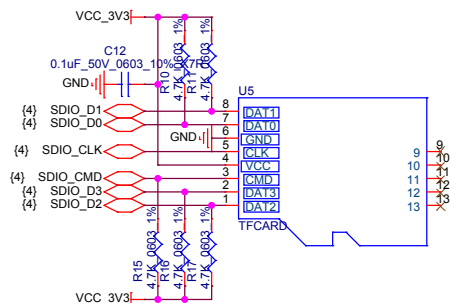 VCC_3V3
C12
0.1uF_50V_0603_10%_X7R
GND
R10 4.7K_0603 1%
R11 4.7K_0603 1%
U5
{4} SDIO_D1 8 DAT1
{4} SDIO_D0 7 DAT0
GND 6 GND
{4} SDIO_CLK 5 CLK 9 9
4 VCC 10 10
{4} SDIO_CMD 3 CMD 11 11
{4} SDIO_D3 2 DAT3 12 12
{4} SDIO_D2 1 DAT2 13 13
TFCARD
R15 4.7K_0603 1%
R16 4.7K_0603 1%
R17 4.7K_0603 1%
VCC_3V3